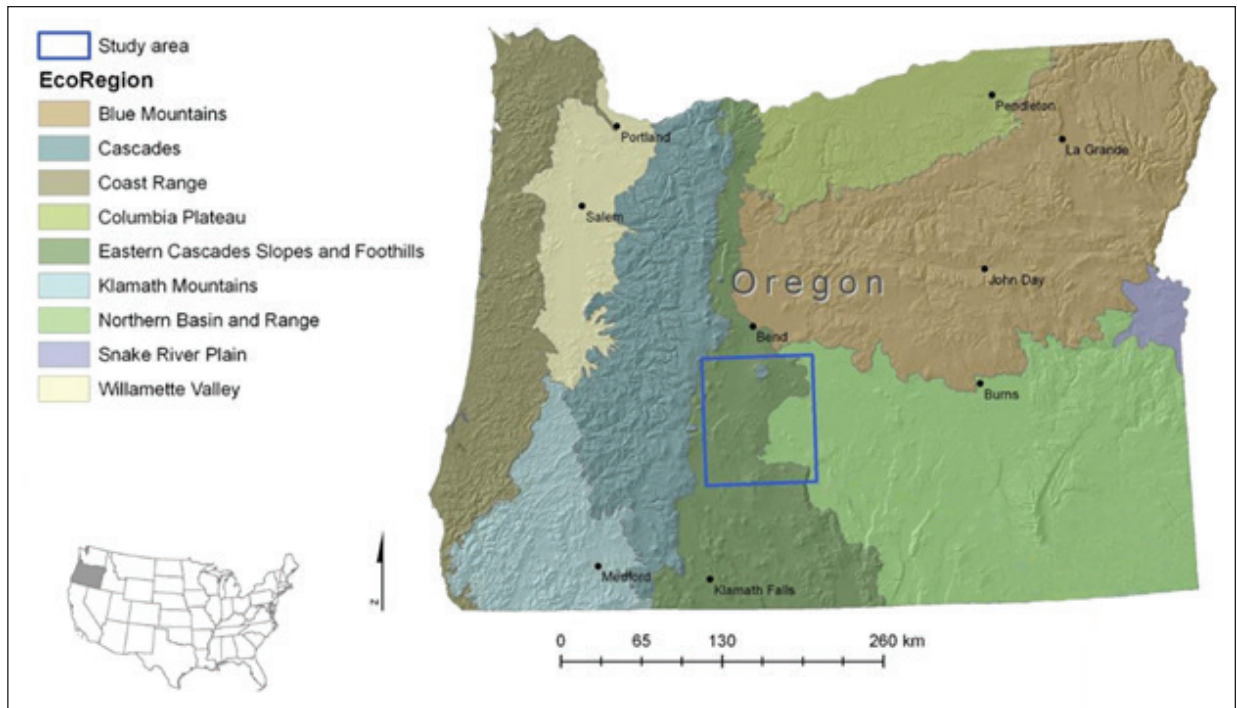 Study area
EcoRegion
Blue Mountains
Cascades
Coast Range
Columbia Plateau
Eastern Cascades Slopes and Foothills
Klamath Mountains
Northern Basin and Range
Snake River Plain
Willamette Valley
Pendleton
Portland
La Grande
Salem
John Day
Oregon
Bend
Burns
Medford
Klamath Falls
N
0 65 130 260 km